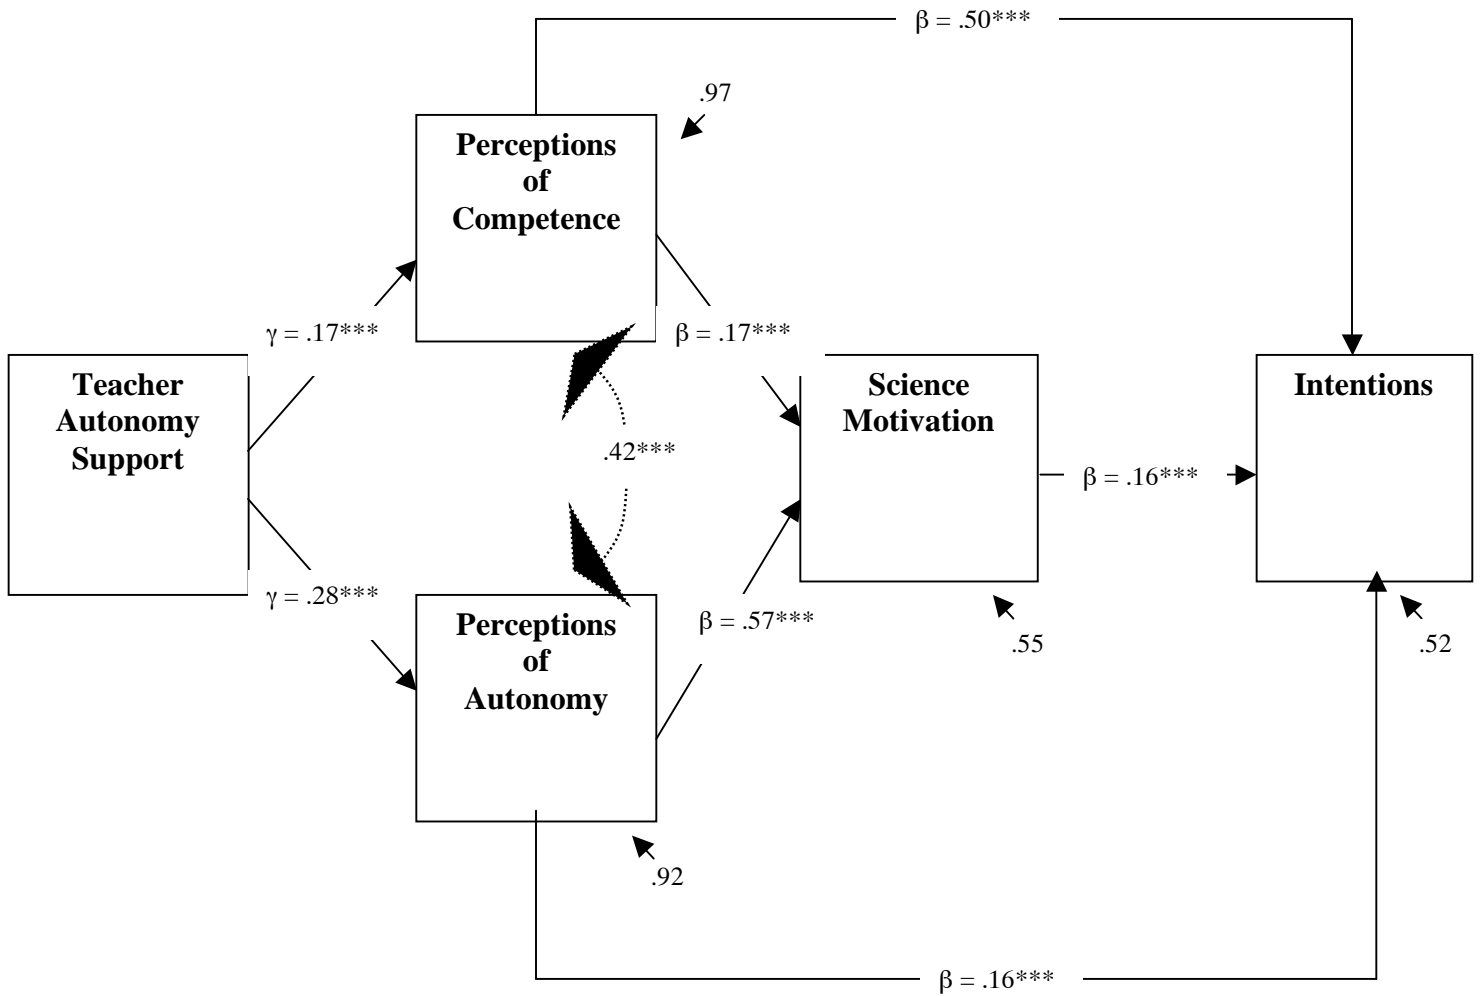 β = .50***
.97
Perceptions
of
Competence
γ = .17***
β = .17***
Teacher
Autonomy
Support
Science
Motivation
Intentions
.42***
β = .16***
γ = .28***
Perceptions
of
Autonomy
β = .57***
.55
.52
.92
β = .16***